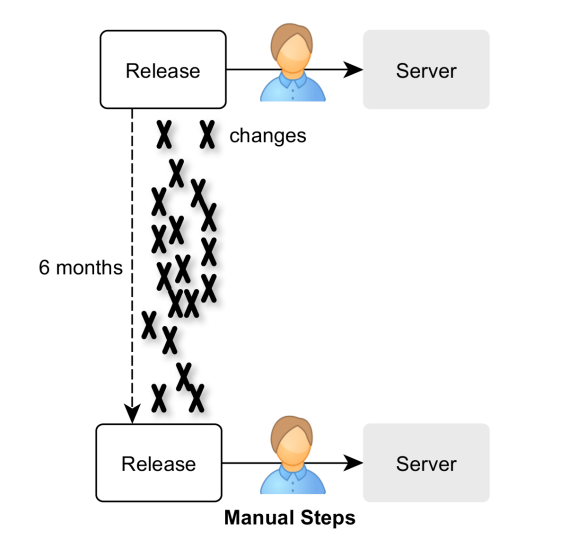 Release
Server
changes
6 months
Release
Server
Manual Steps